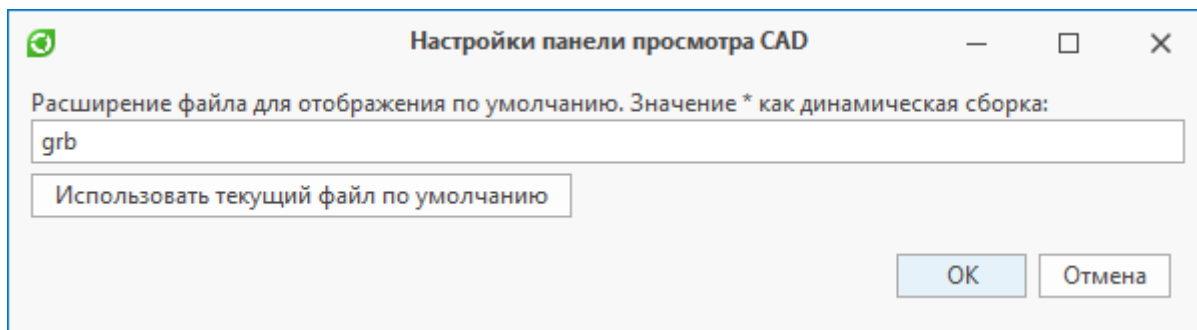 Настройки панели просмотра CAD
Расширение файла для отображения по умолчанию. Значение * как динамическая сборка:
grb
Использовать текущий файл по умолчанию
OK
Отмена